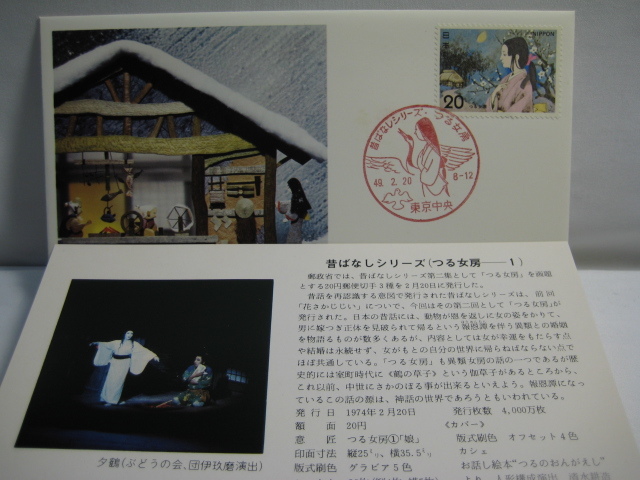 日本
NIPPON
20
昔ばなしシリーズ・つる女房
49. 2. 20
8-12
東京中央
昔ばなしシリーズ(つる女房──1)
郵政省では、昔ばなしシリーズ第二集として「つる女房」を画題
とする20円郵便切手3種を2月20日に発行した。
昔話を再認識する意図で発行された昔ばなしシリーズは、前回
「花さかじじい」についで、今回はその第二回として「つる女房」が
発行された。日本の昔話には、動物が恩を返しに女の姿をかりて、
男に嫁つぎ正体を見破られて帰るという報恩譚を伴う異類との婚姻
を物語るものが数多くあるが、内容としては女が幸運をもたらす点
や結婚は永続せず、女がもとの自分の世界に帰らねばならない点で
ほぼ共通している。「つる女房」も異類女房の話の一つであるが歴
史的には室町時代に《鶴の草子》という伽草子があるところから、
これ以前、中世にさかのぼる事が出来るといえよう。報恩譚になっ
ているこの話の源は、神話の世界であろうともいわれている。
発行日 1974年2月20日 発行枚数 4,000万枚
額面 20円 《カバー》
意匠 つる女房①「娘」 版式刷色 オフセット4色
印面寸法 縦25㍉、横35.5㍉ カシェ
版式刷色 グラビア5色 お話し絵本“つるのおんがえし”
夕鶴(ぶどうの会、団伊玖磨演出)